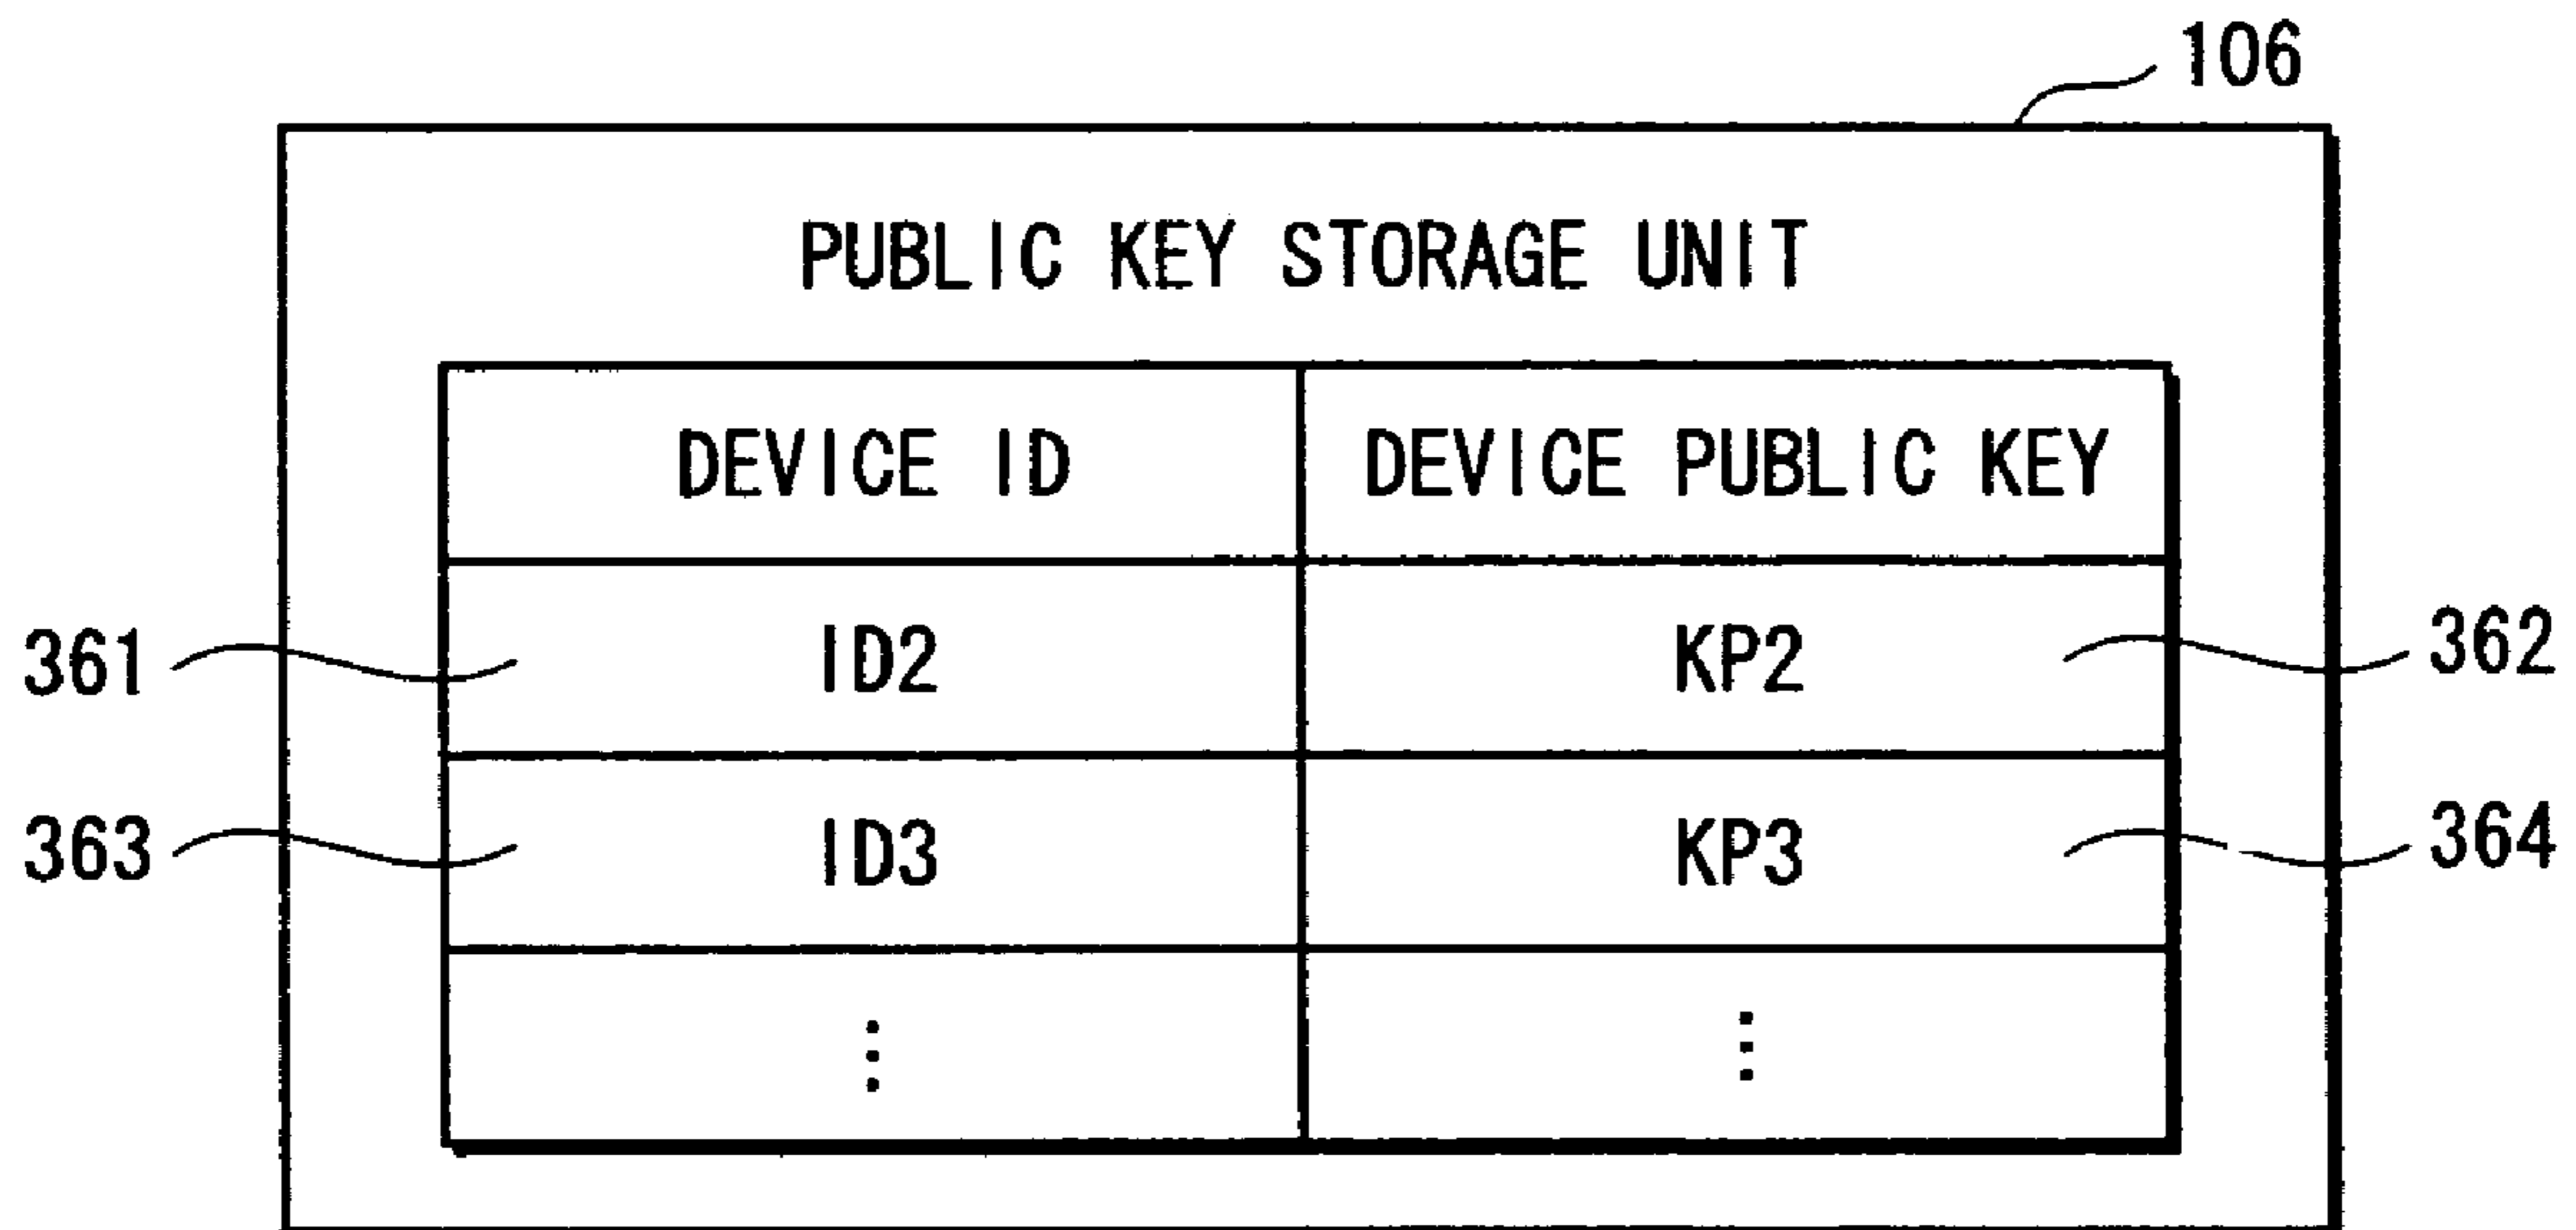 106
PUBLIC KEY STORAGE UNIT
DEVICE ID DEVICE PUBLIC KEY
361 ID2 KP2 362
363 ID3 KP3 364
⋮ ⋮